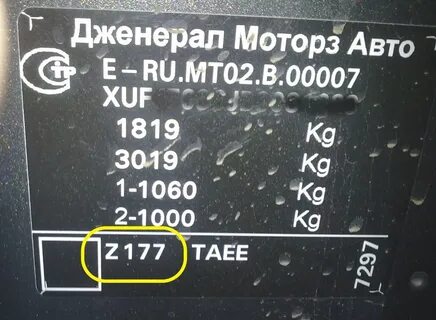 Дженерал Моторз Авто
E-RU.MT02.B.00007
XUF
1819 Kg
3019 Kg
1-1060 Kg
2-1000 Kg
Z177 TAEE
7297